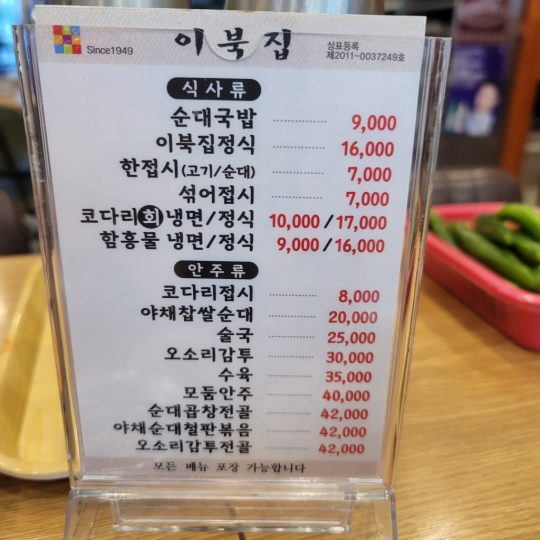 Since1949
이북집
상표등록
제2011-0037249호
식사류
순대국밥 9,000
이북집정식 16,000
한접시(고기/순대) 7,000
섞어접시 7,000
코다리회냉면/정식 10,000/17,000
함흥물 냉면/정식 9,000/16,000
안주류
코다리접시 8,000
야채찹쌀순대 20,000
술국 25,000
오소리감투 30,000
수육 35,000
모둠안주 40,000
순대곱창전골 42,000
야채순대철판볶음 42,000
오소리감투전골 42,000
모든 메뉴 포장 가능합니다